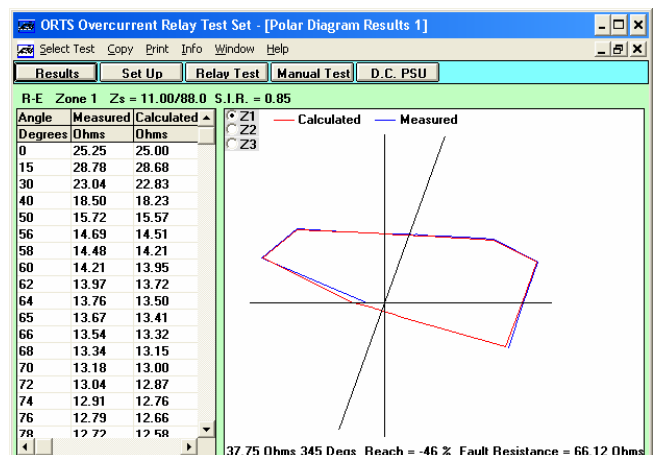 ORTS Overcurrent Relay Test Set - [Polar Diagram Results 1]
Select Test Copy Print Info Window Help
Results Set Up Relay Test Manual Test D.C. PSU
R-E Zone 1 Zs = 11.00/88.0 S.I.R. = 0.85
Angle Measured Calculated
Degrees Ohms Ohms
0 25.25 25.00
15 28.78 28.68
30 23.04 22.83
40 18.50 18.23
50 15.72 15.57
56 14.69 14.51
58 14.48 14.21
60 14.21 13.95
62 13.97 13.72
64 13.76 13.50
65 13.67 13.41
66 13.54 13.32
68 13.34 13.15
70 13.18 13.00
72 13.04 12.87
74 12.91 12.76
76 12.79 12.66
78 12.72 12.58
Z1
Z2
Z3
Calculated Measured
37.75 Ohms 345 Degs Reach = -46 % Fault Resistance = 66.12 Ohms